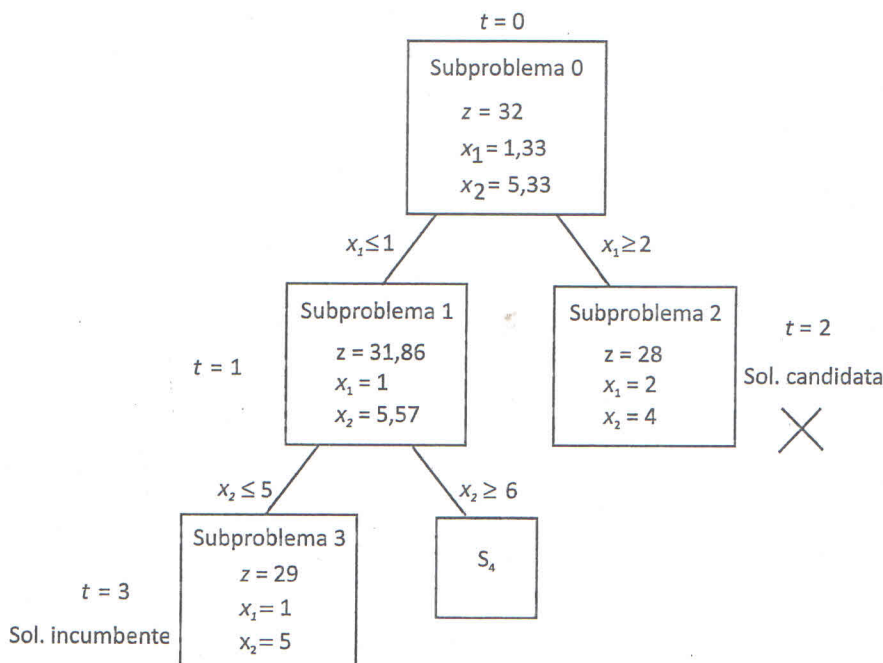 t = 0
Subproblema 0
z = 32
x₁ = 1,33
x₂ = 5,33
x₁ ≤ 1
x₁ ≥ 2
Subproblema 1
z = 31,86
x₁ = 1
x₂ = 5,57
t = 1
Subproblema 2
z = 28
x₁ = 2
x₂ = 4
t = 2
Sol. candidata
x₂ ≤ 5
x₂ ≥ 6
Subproblema 3
z = 29
x₁ = 1
x₂ = 5
t = 3
Sol. incumbente
S₄